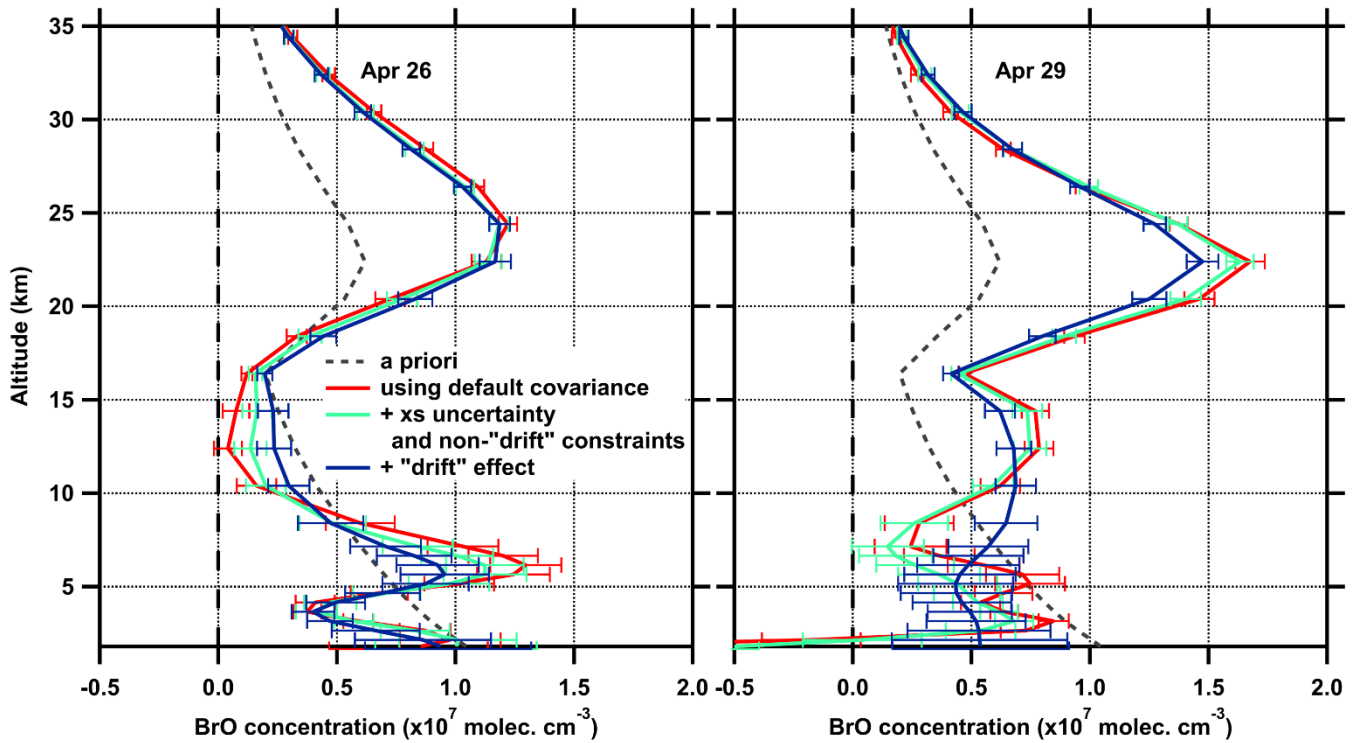 35
30
25
20
15
10
5
Altitude (km)
Apr 26
a priori
using default covariance
+ xs uncertainty
and non-"drift" constraints
+ "drift" effect
-0.5 0.0 0.5 1.0 1.5 2.0
BrO concentration (x10⁷ molec. cm⁻³)
Apr 29
-0.5 0.0 0.5 1.0 1.5 2.0
BrO concentration (x10⁷ molec. cm⁻³)